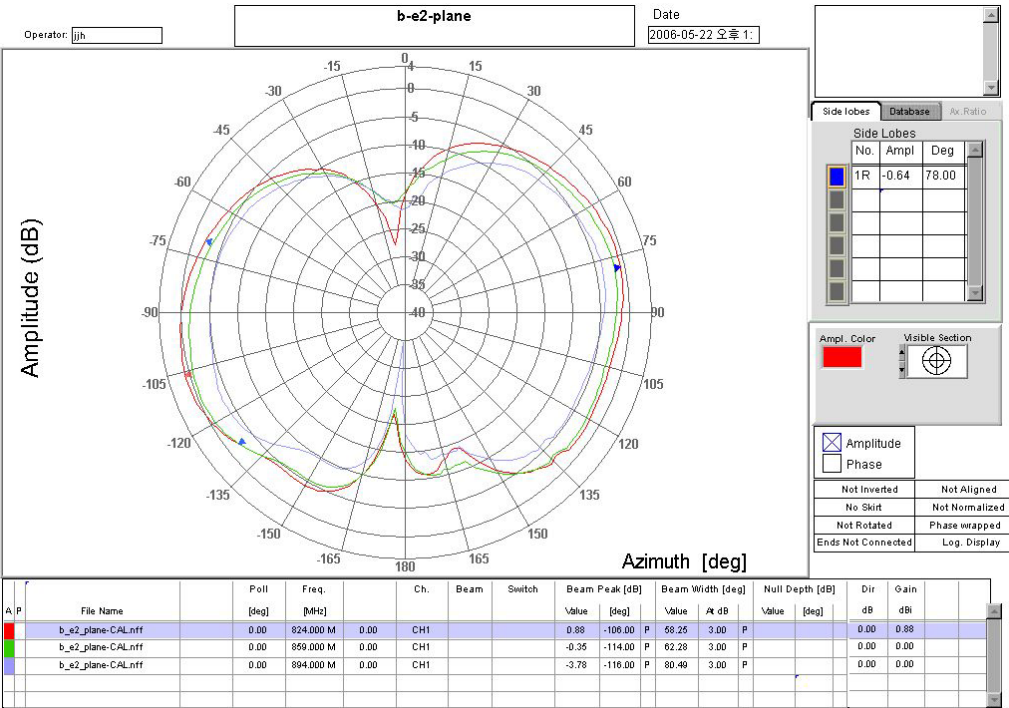 b-e2-plane
Date
Operator: jjh
2006-05-22 오후 1:
0
4
0
-5
-10
-15
-20
-25
-30
-35
-40
-15
15
-30
30
-45
45
-60
60
-75
75
-90
90
-105
105
-120
120
-135
135
-150
150
-165
165
180
Amplitude (dB)
Azimuth [deg]
Side lobes Database Ax.Ratio
Side Lobes
No. Ampl Deg
1R -0.64 78.00
Ampl. Color Visible Section
Amplitude
Phase
Not Inverted Not Aligned
No Skirt Not Normalized
Not Rotated Phase wrapped
Ends Not Connected Log. Display
Poll Freq. Ch. Beam Switch Beam Peak [dB] Beam Width [deg] Null Depth [dB] Dir Gain
A P File Name [deg] [MHz] Value [deg] Value At dB Value [deg] dB dBi
b_e2_plane-CAL.nff 0.00 824.000 M 0.00 CH1 0.88 -106.00 P 58.25 3.00 P 0.00 0.88
b_e2_plane-CAL.nff 0.00 859.000 M 0.00 CH1 -0.35 -114.00 P 62.28 3.00 P 0.00 0.00
b_e2_plane-CAL.nff 0.00 894.000 M 0.00 CH1 -3.78 -116.00 P 80.49 3.00 P 0.00 0.00